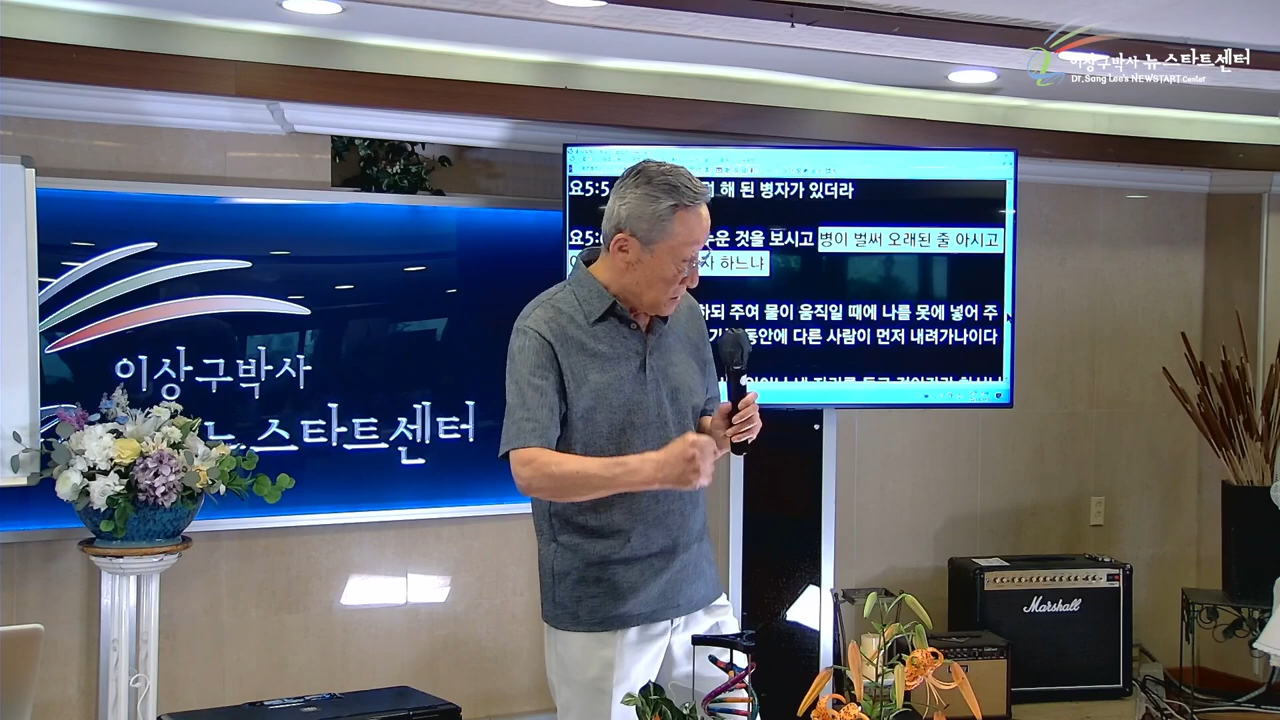 이상구박사 뉴스타트센터
Dr. Sang Lee's NEWSTART Center
요5:5 해 된 병자가 있더라
요5: 운 것을 보시고 병이 벌써 오래된 줄 아시고
자 하느냐
하되 주여 물이 움직일 때에 나를 못에 넣어 주
동안에 다른 사람이 먼저 내려가나이다
이상구박사
뉴스타트센터
Marshall